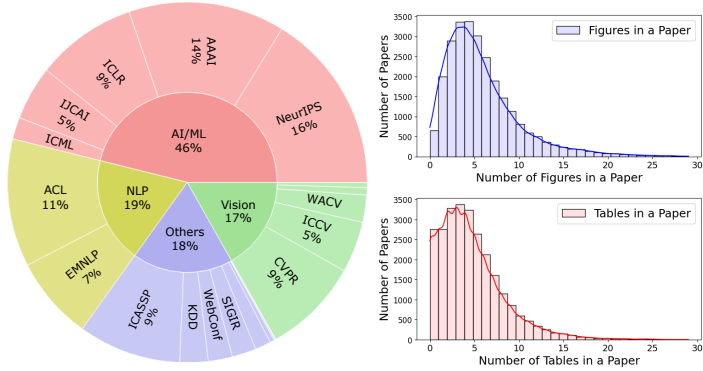 AAAI
14%
ICLR
9%
NeurIPS
16%
IJCAI
5%
ICML
AI/ML
46%
ACL
11%
NLP
19%
Vision
17%
Others
18%
WACV
ICCV
5%
CVPR
9%
EMNLP
7%
ICASSP
9%
KDD
WebConf
SIGIR
Figures in a Paper
Number of Papers
3500
3000
2500
2000
1500
1000
500
0
0 5 10 15 20 25 30
Number of Figures in a Paper
Tables in a Paper
Number of Papers
3500
3000
2500
2000
1500
1000
500
0
0 5 10 15 20 25 30
Number of Tables in a Paper